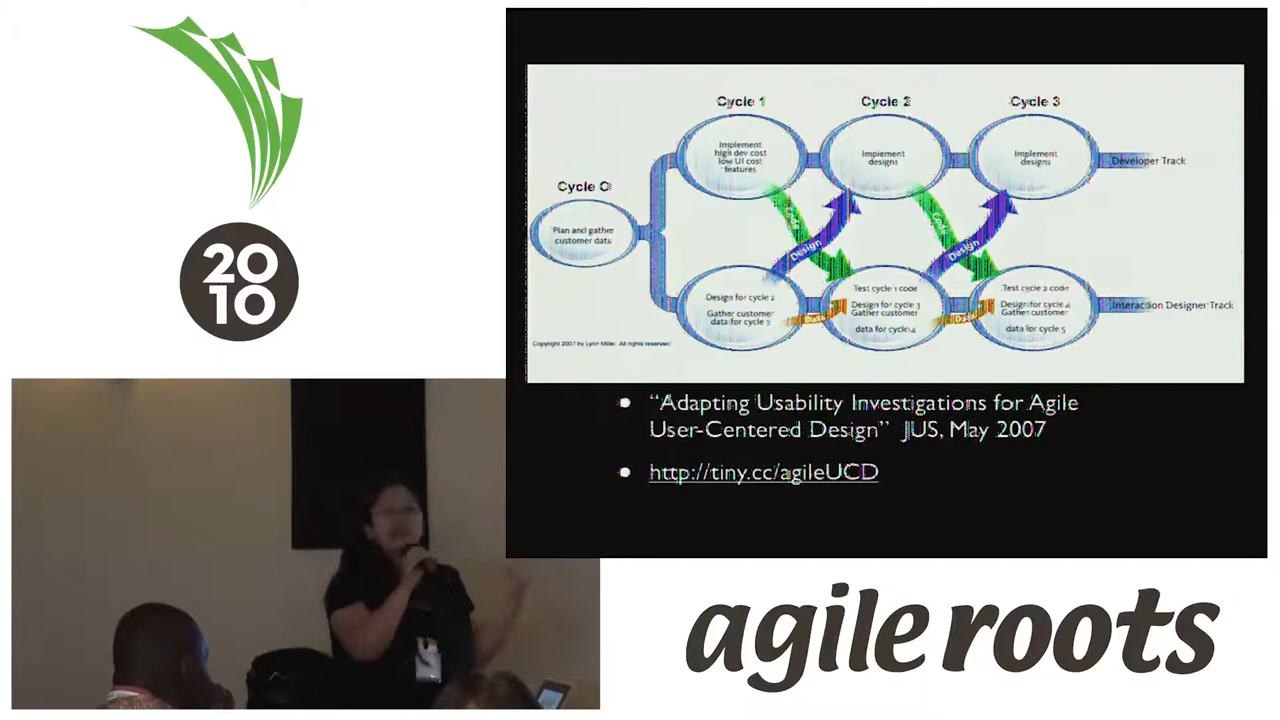 20
10
Cycle 1
Cycle 2
Cycle 3
Implement
high dev cost
low UI cost
features
Implement
designs
Implement
designs
Developer Track
Cycle 0
Plan and gather
customer data
Code
Code
Design
Design
Design for cycle 2
Gather customer
data for cycle 3
Data
Test cycle 1 code
Design for cycle 3
Gather customer
data for cycle 4
Data
Test cycle 2 code
Design for cycle 4
Gather customer
data for cycle 5
Interaction Designer Track
Copyright 2007 by Lynn Miller. All rights reserved.
• “Adapting Usability Investigations for Agile
User-Centered Design” JUS, May 2007
• http://tiny.cc/agileUCD
agile roots